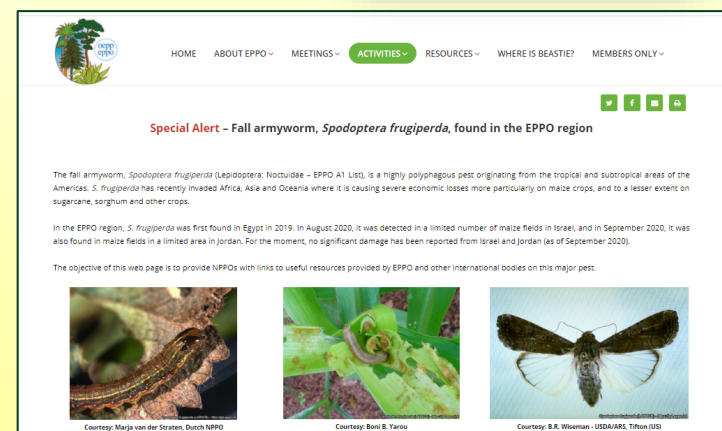 oepp
eppo
HOME ABOUT EPPO MEETINGS ACTIVITIES RESOURCES WHERE IS BEASTIE? MEMBERS ONLY
Special Alert – Fall armyworm, Spodoptera frugiperda, found in the EPPO region
The fall armyworm, Spodoptera frugiperda (Lepidoptera: Noctuidae – EPPO A1 List), is a highly polyphagous pest originating from the tropical and subtropical areas of the
Americas. S. frugiperda has recently invaded Africa, Asia and Oceania where it is causing severe economic losses more particularly on maize crops, and to a lesser extent on
sugarcane, sorghum and other crops.
In the EPPO region, S. frugiperda was first found in Egypt in 2019. In August 2020, it was detected in a limited number of maize fields in Israel, and in September 2020, it was
also found in maize fields in a limited area in Jordan. For the moment, no significant damage has been reported from Israel and Jordan (as of September 2020).
The objective of this web page is to provide NPPOs with links to useful resources provided by EPPO and other international bodies on this major pest.
Courtesy: Marja van der Straten, Dutch NPPO
Courtesy: Boni B. Yarou
Courtesy: B.R. Wiseman - USDA/ARS, Tifton (US)